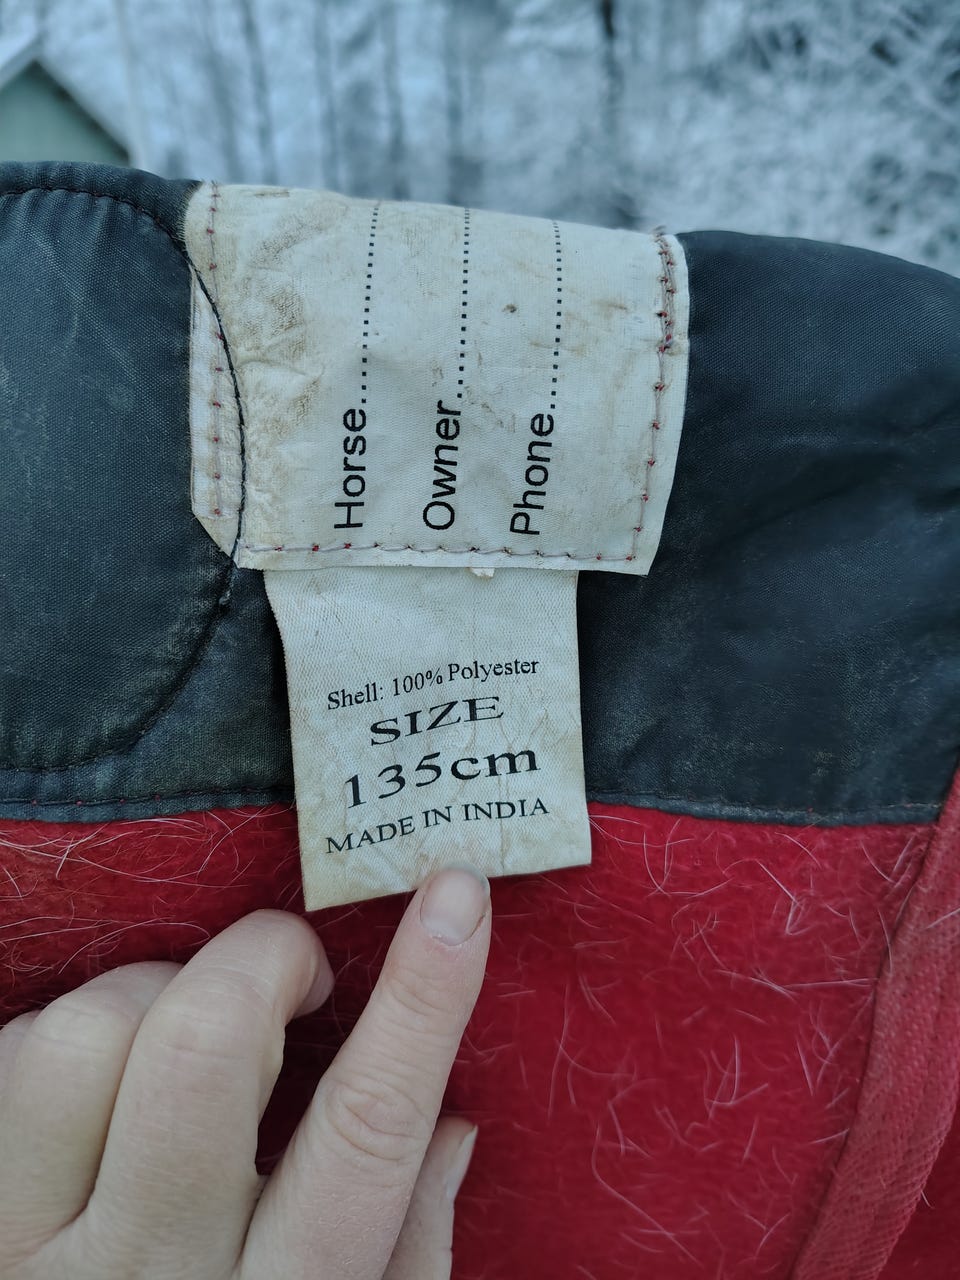 Horse..................
Owner..................
Phone..................
Shell: 100% Polyester
SIZE
135cm
MADE IN INDIA